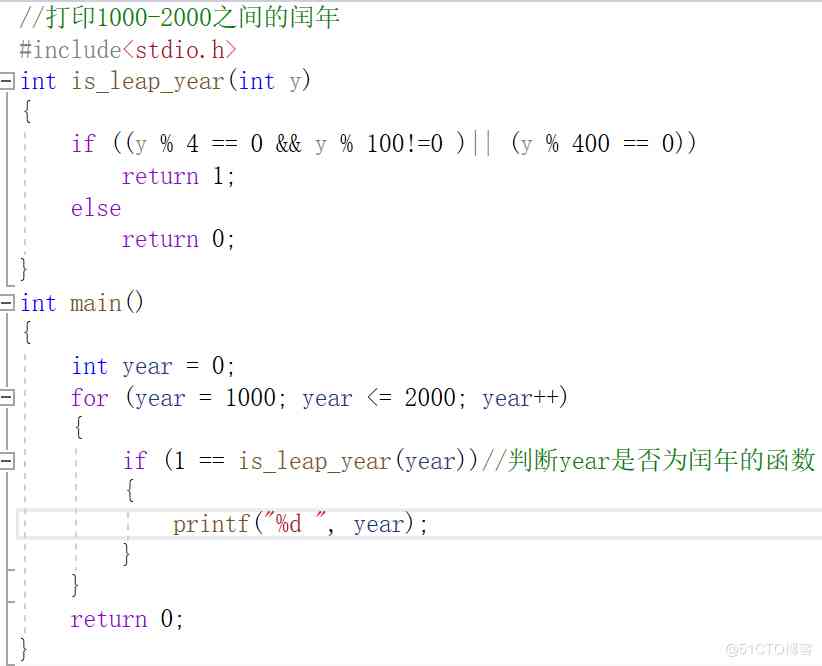 //打印1000-2000之间的闰年
#include<stdio.h>
int is_leap_year(int y)
{
    if ((y % 4 == 0 && y % 100!=0 )|| (y % 400 == 0))
        return 1;
    else
        return 0;
}
int main()
{
    int year = 0;
    for (year = 1000; year <= 2000; year++)
    {
        if (1 == is_leap_year(year))//判断year是否为闰年的函数
        {
            printf("%d ", year);
        }
    }
    return 0;
}
@51CTO博客